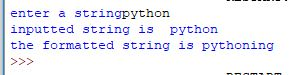 enter a stringpython
inputted string is  python
the formatted string is pythoning
>>>